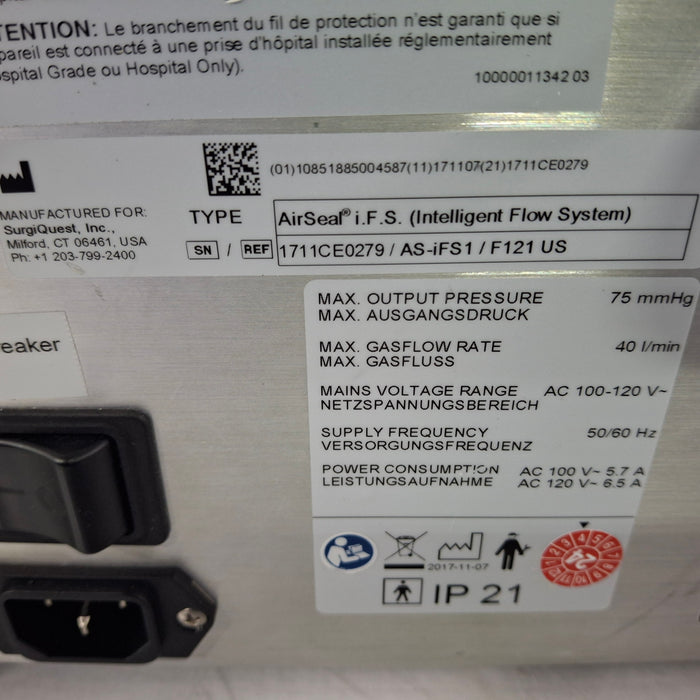 TENTION: Le branchement du fil de protection n'est garanti que si
pareil est connecté à une prise d'hôpital installée réglementairement
ospital Grade ou Hospital Only).
10000011342 03
(01)10851885004587(11)171107(21)1711CE0279
MANUFACTURED FOR:
SurgiQuest, Inc.,
Milford, CT 06461, USA
Ph: +1 203-799-2400
TYPE AirSeal® i.F.S. (Intelligent Flow System)
SN / REF 1711CE0279 / AS-iFS1 / F121 US
eaker
MAX. OUTPUT PRESSURE 75 mmHg
MAX. AUSGANGSDRUCK
MAX. GASFLOW RATE 40 l/min
MAX. GASFLUSS
MAINS VOLTAGE RANGE AC 100-120 V~
NETZSPANNUNGSBEREICH
SUPPLY FREQUENCY 50/60 Hz
VERSORGUNGSFREQUENZ
POWER CONSUMPTION AC 100 V~ 5.7 A
LEISTUNGSAUFNAHME AC 120 V~ 6.5 A
2017-11-07
IP 21